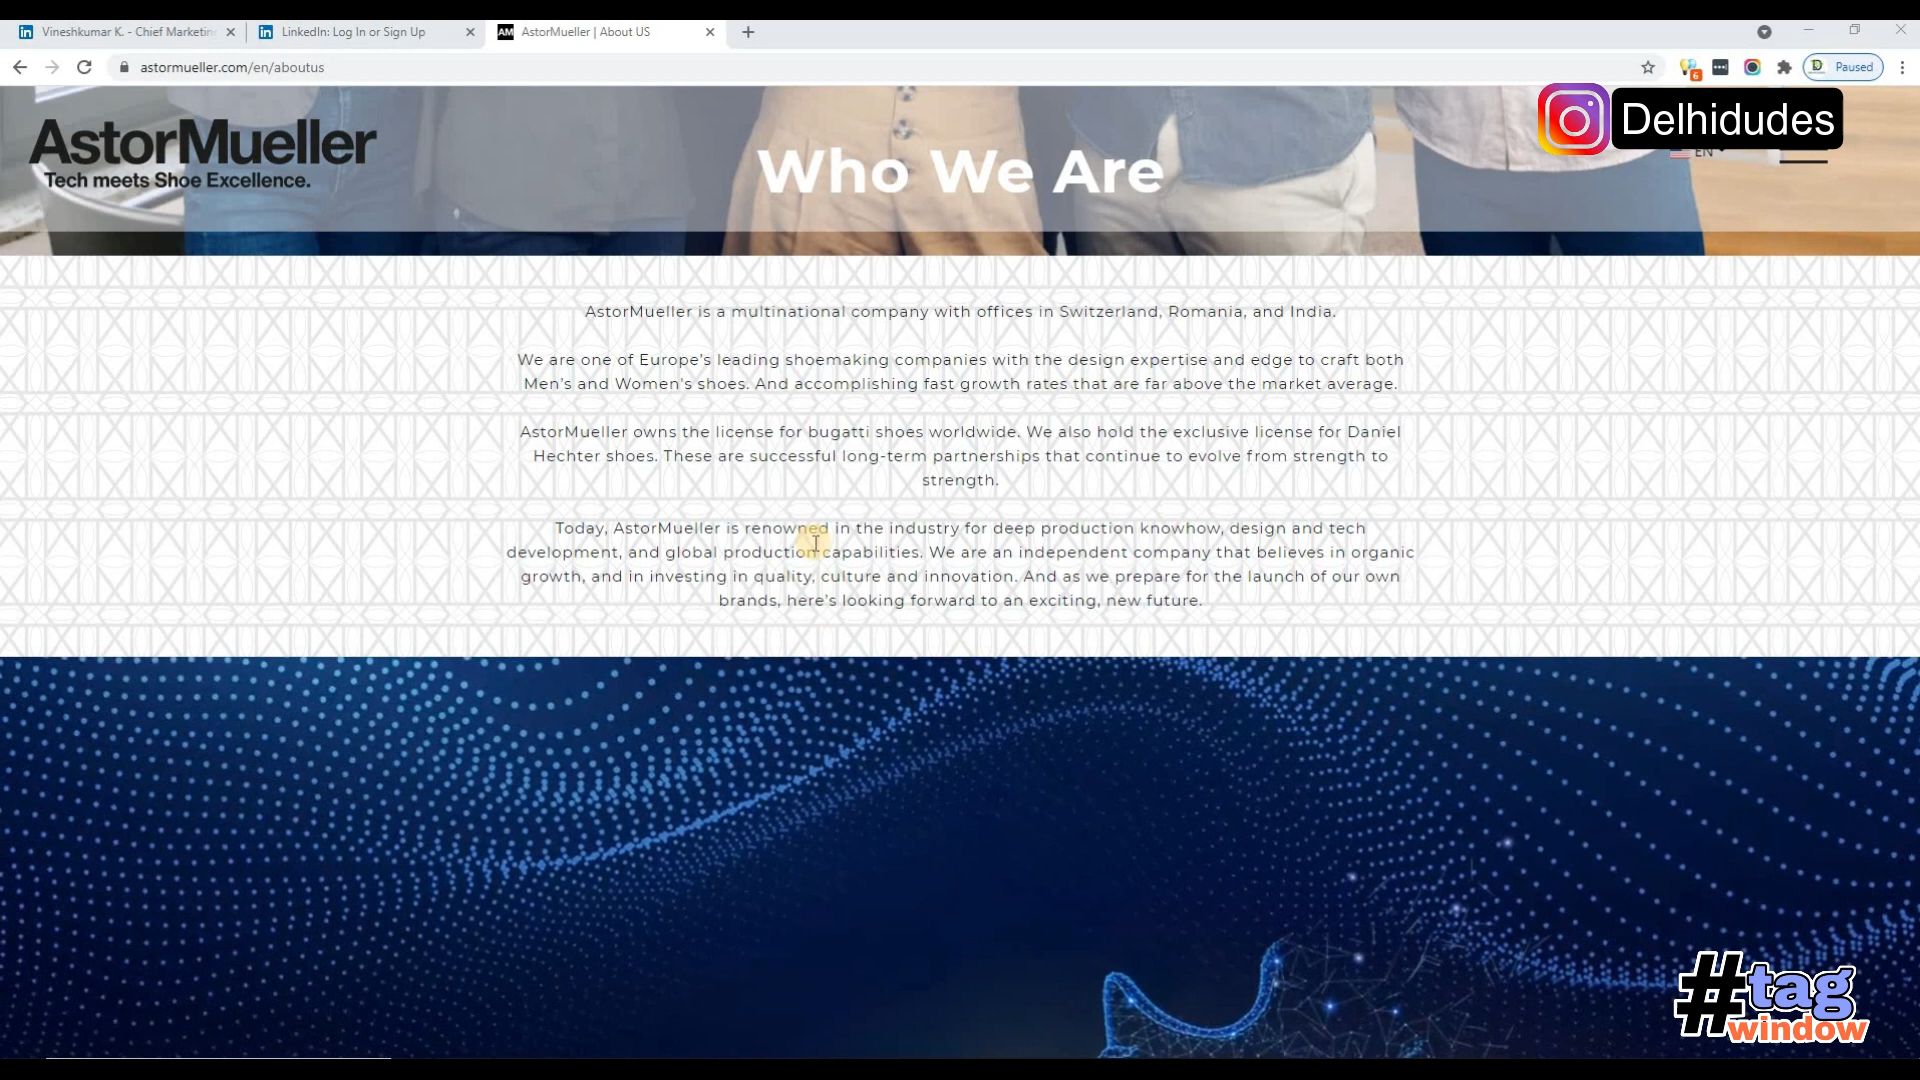 Vineshkumar K. - Chief Marketin
LinkedIn: Log In or Sign Up
AM
AstorMueller | About US
astormueller.com/en/aboutus
6
Paused
Delhidudes
AstorMueller
Tech meets Shoe Excellence.
Who We Are
EN
AstorMueller is a multinational company with offices in Switzerland, Romania, and India.
We are one of Europe's leading shoemaking companies with the design expertise and edge to craft both
Men's and Women's shoes. And accomplishing fast growth rates that are far above the market average.
AstorMueller owns the license for bugatti shoes worldwide. We also hold the exclusive license for Daniel
Hechter shoes. These are successful long-term partnerships that continue to evolve from strength to
strength.
Today, AstorMueller is renowned in the industry for deep production knowhow, design and tech
development, and global production capabilities. We are an independent company that believes in organic
growth, and in investing in quality, culture and innovation. And as we prepare for the launch of our own
brands, here's looking forward to an exciting, new future.
#tag
window